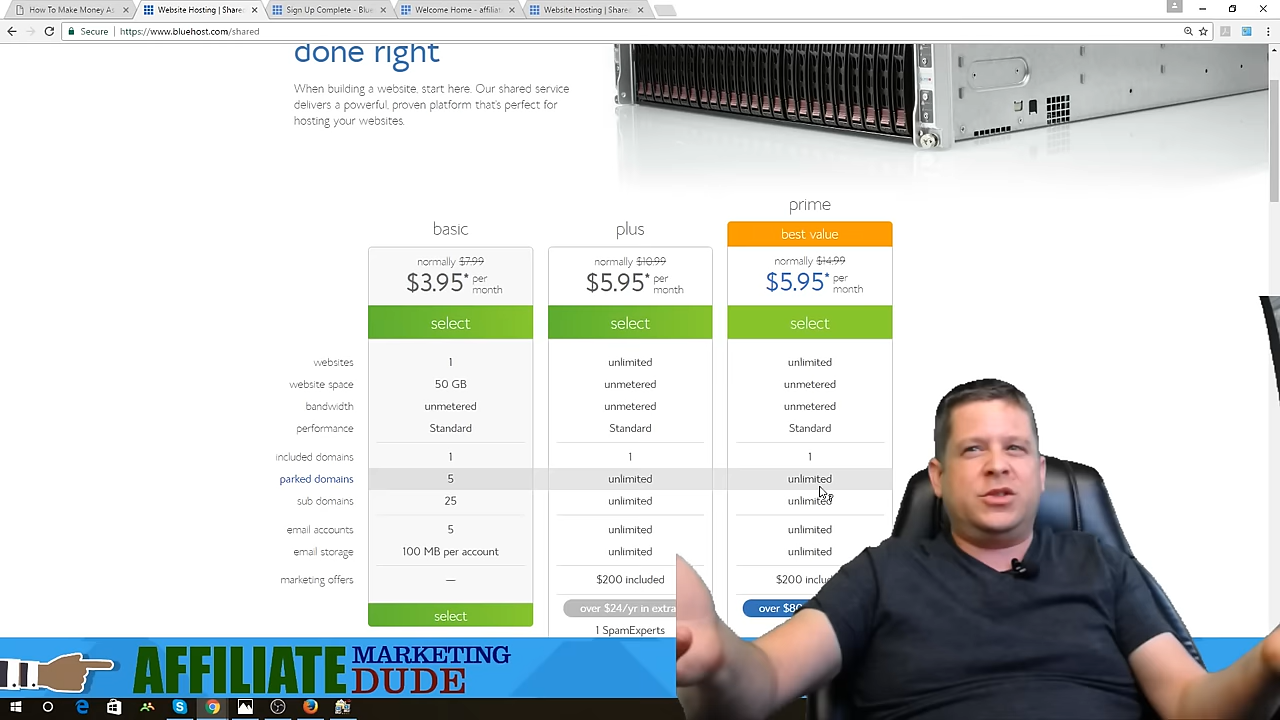 How To Make Money As
Website Hosting | Shared
Sign Up Complete - Blue
Welcome Home - affiliat
Website Hosting | Shared
Secure
https://www.bluehost.com/shared
done right
When building a website, start here. Our shared service
delivers a powerful, proven platform that's perfect for
hosting your websites.
basic
plus
prime
best value
normally $7.99
$3.95* per month
normally $10.99
$5.95* per month
normally $14.99
$5.95* per month
select select select
websites 1 unlimited unlimited
website space 50 GB unmetered unmetered
bandwidth unmetered unmetered unmetered
performance Standard Standard Standard
included domains 1 1 1
parked domains 5 unlimited unlimited
sub domains 25 unlimited unlimited
email accounts 5 unlimited unlimited
email storage 100 MB per account unlimited unlimited
marketing offers — $200 included $200
select
over $24/yr in extra
over
1 SpamExperts
AFFILIATE
MARKETING
DUDE